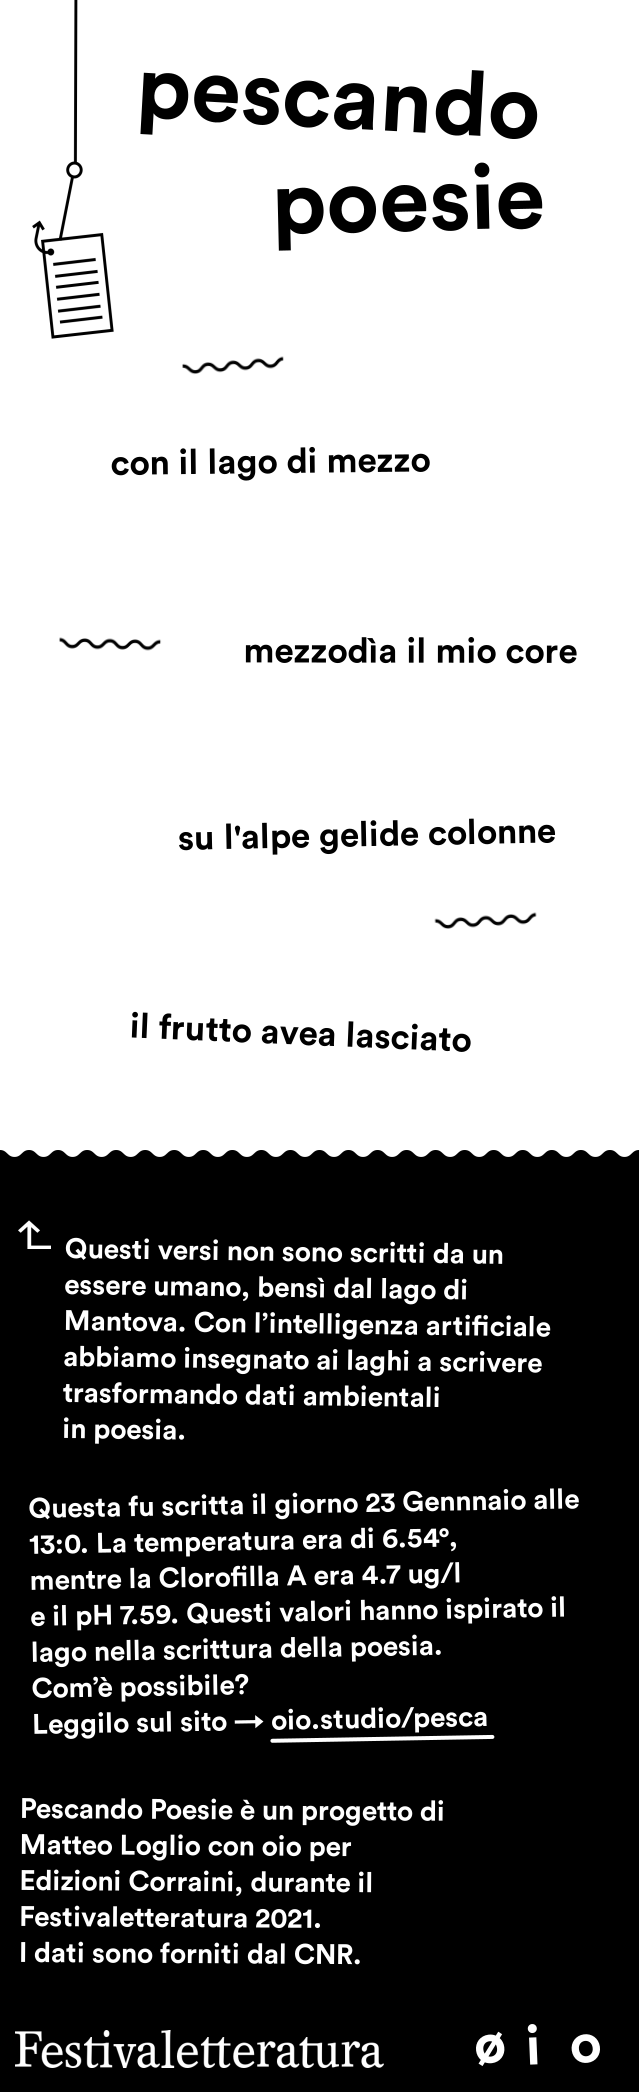 pescando
poesie
con il lago di mezzo
mezzodìa il mio core
su l'alpe gelide colonne
il frutto avea lasciato
Questi versi non sono scritti da un
essere umano, bensì dal lago di
Mantova. Con l’intelligenza artificiale
abbiamo insegnato ai laghi a scrivere
trasformando dati ambientali
in poesia.
Questa fu scritta il giorno 23 Gennnaio alle
13:0. La temperatura era di 6.54°,
mentre la Clorofilla A era 4.7 ug/l
e il pH 7.59. Questi valori hanno ispirato il
lago nella scrittura della poesia.
Com’è possibile?
Leggilo sul sito → oio.studio/pesca
Pescando Poesie è un progetto di
Matteo Loglio con oio per
Edizioni Corraini, durante il
Festivaletteratura 2021.
I dati sono forniti dal CNR.
Festivaletteratura øio